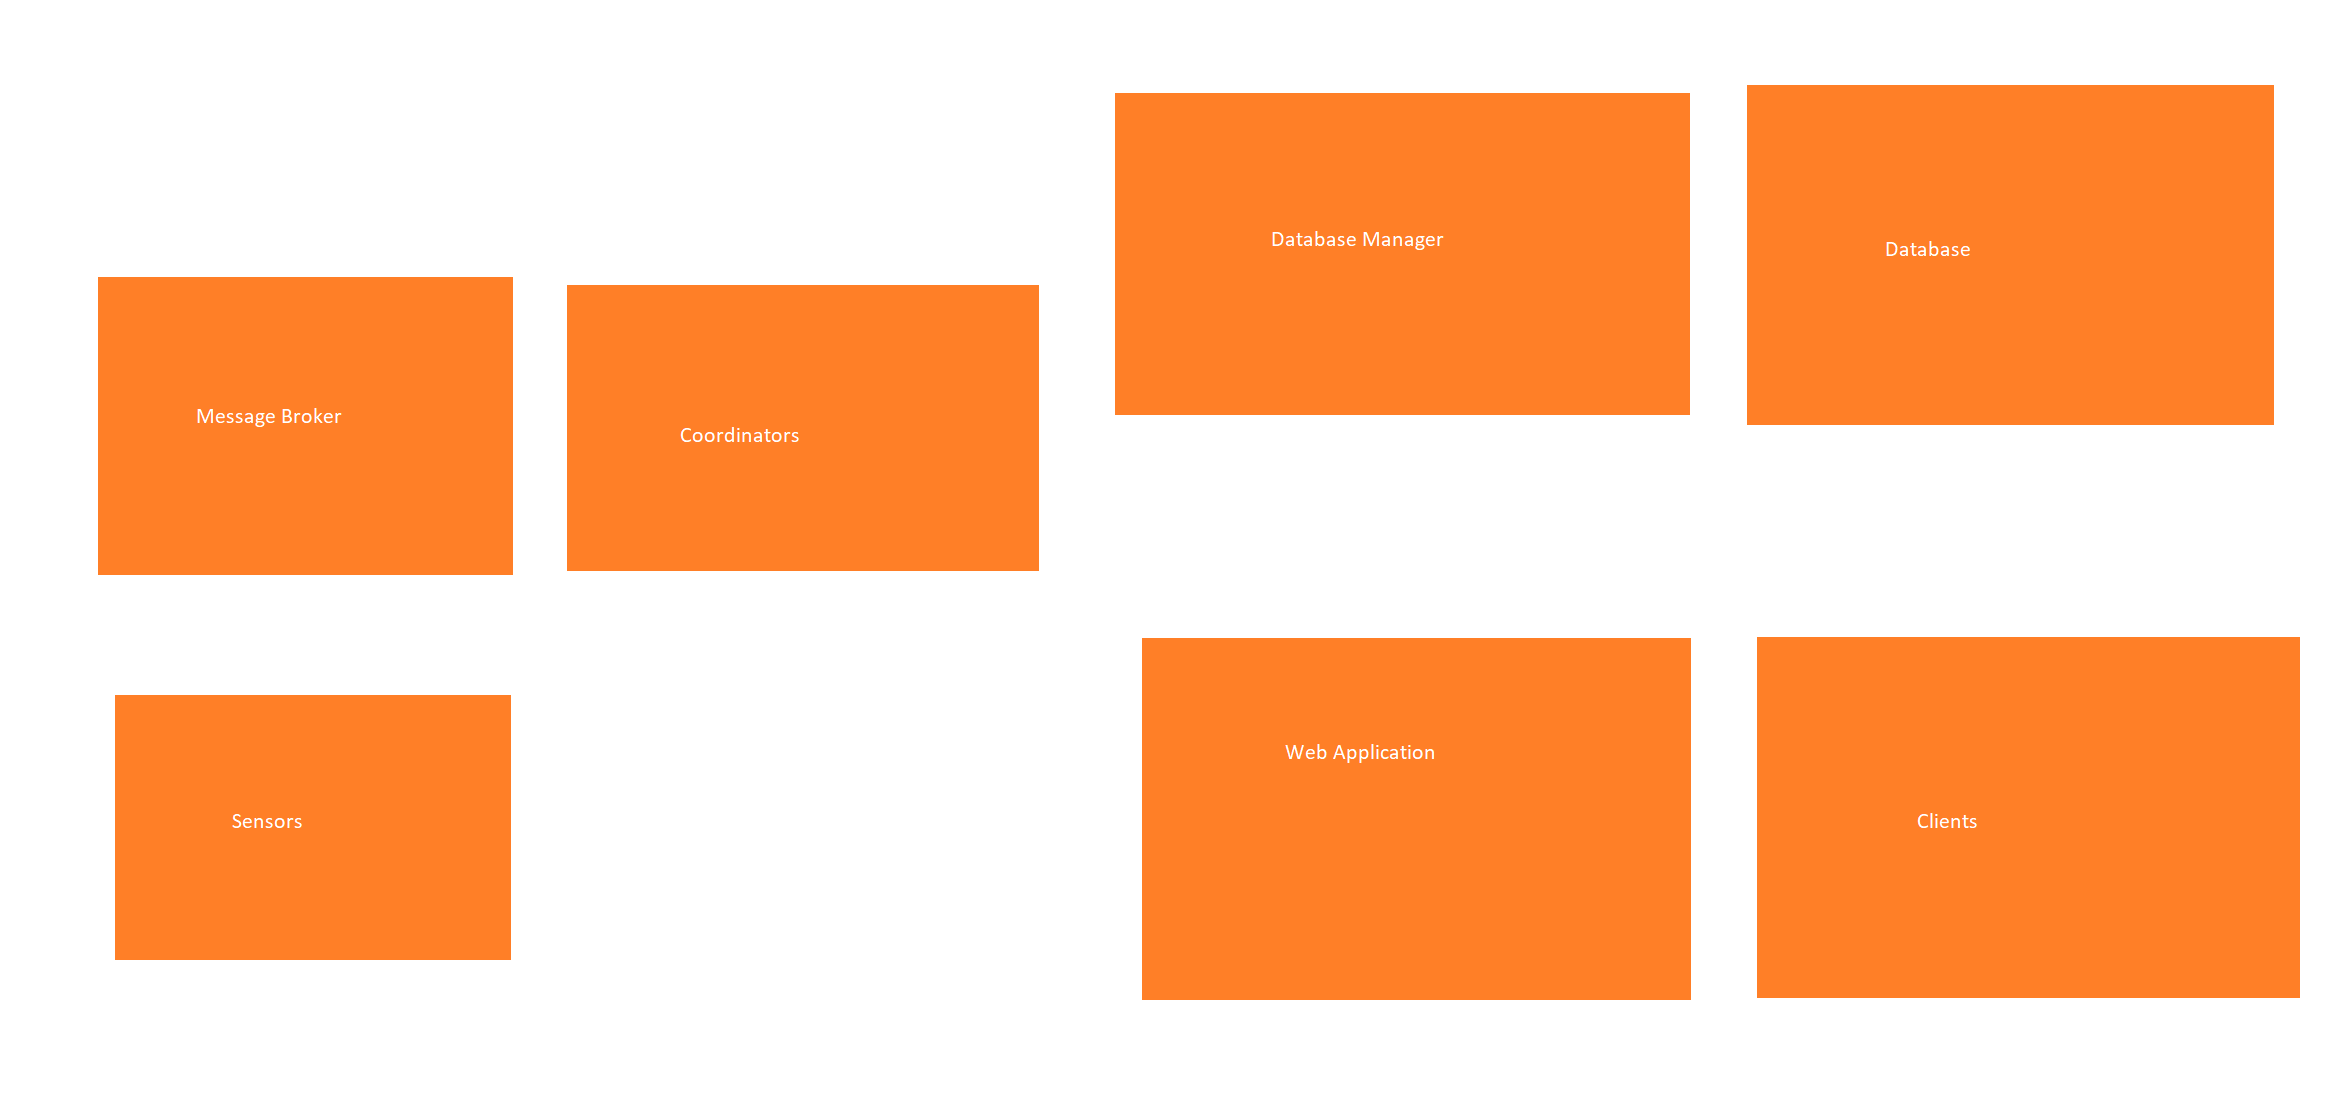 Database Manager
Database
Message Broker
Coordinators
Web Application
Sensors
Clients